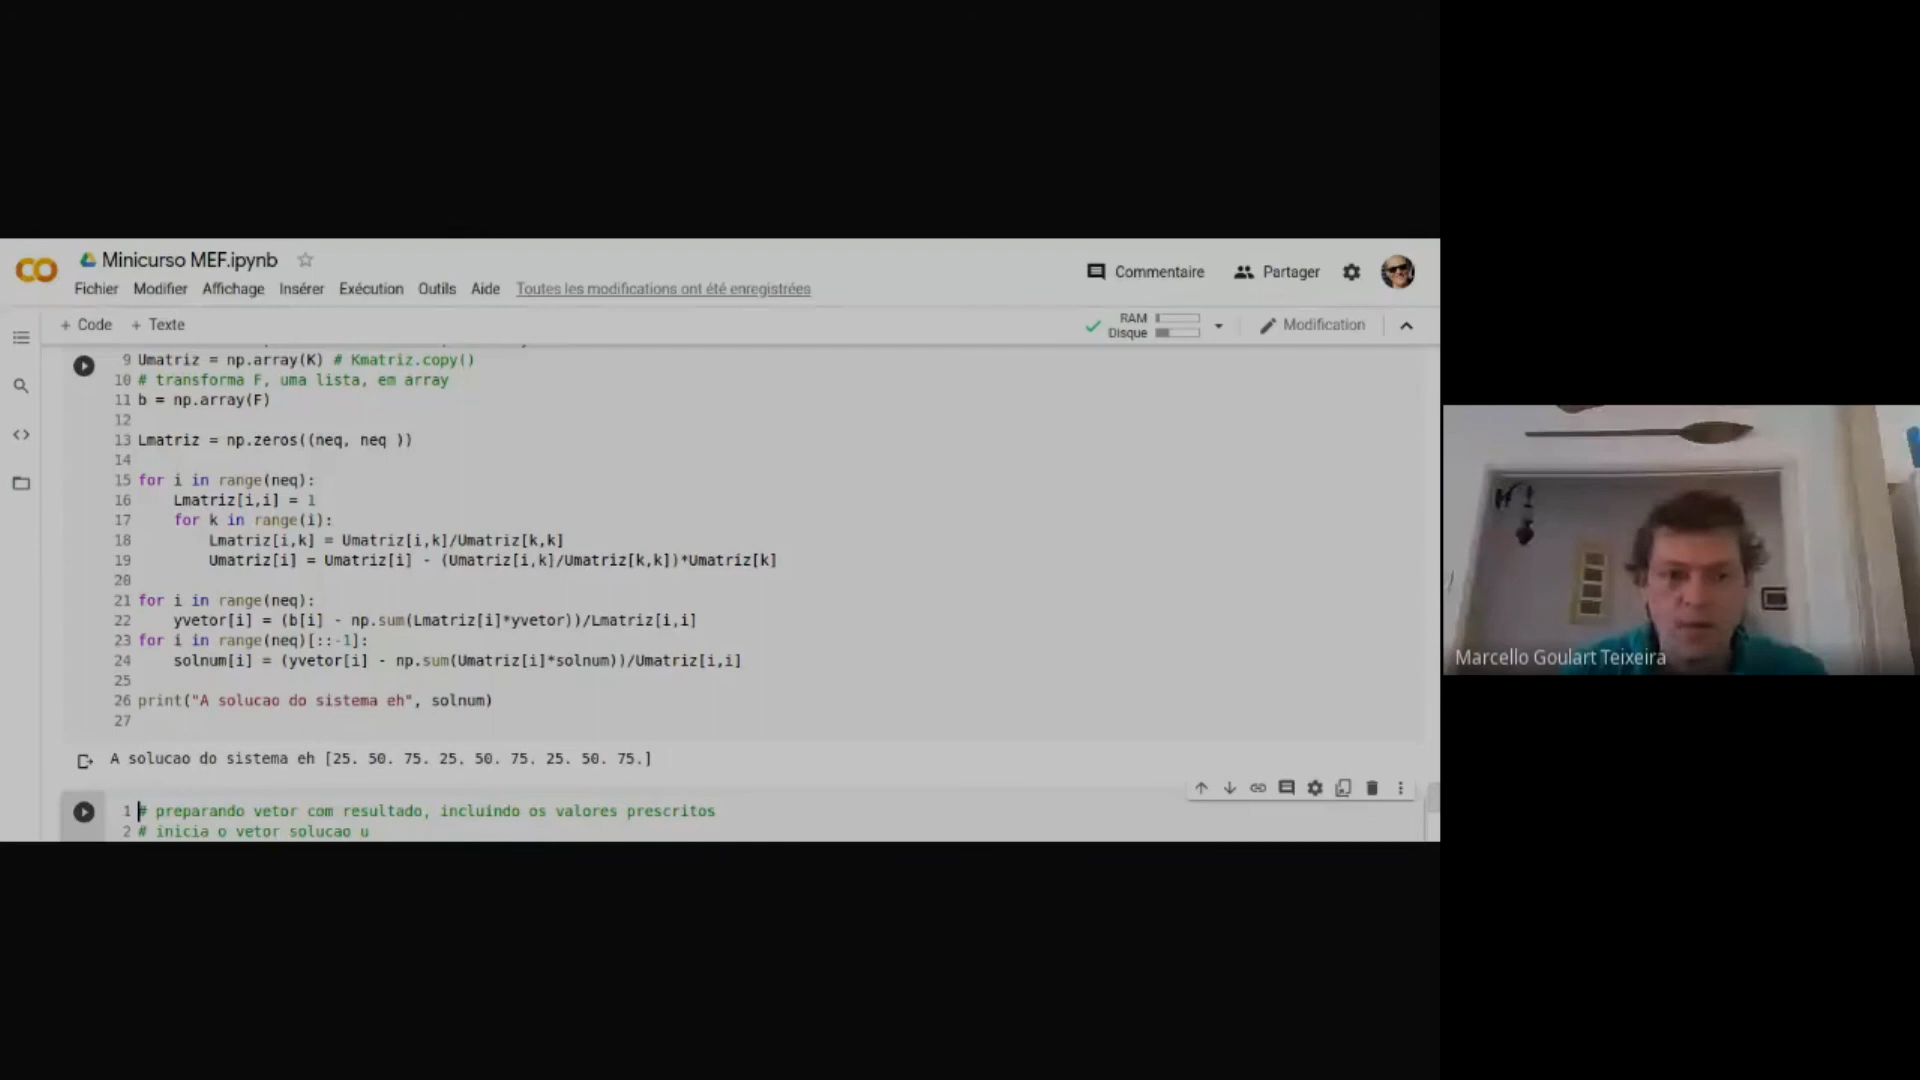 Minicurso MEF.ipynb
Commentaire
Partager
Fichier Modifier Affichage Insérer Exécution Outils Aide Toutes les modifications ont été enregistrées
+ Code + Texte
RAM
Disque
Modification
9 Umatriz = np.array(K) # Kmatriz.copy()
10 # transforma F, uma lista, em array
11 b = np.array(F)
12
13 Lmatriz = np.zeros((neq, neq ))
14
15 for i in range(neq):
16 Lmatriz[i,i] = 1
17 for k in range(i):
18 Lmatriz[i,k] = Umatriz[i,k]/Umatriz[k,k]
19 Umatriz[i] = Umatriz[i] - (Umatriz[i,k]/Umatriz[k,k])*Umatriz[k]
20
21 for i in range(neq):
22 yvetor[i] = (b[i] - np.sum(Lmatriz[i]*yvetor))/Lmatriz[i,i]
23 for i in range(neq)[::-1]:
24 solnum[i] = (yvetor[i] - np.sum(Umatriz[i]*solnum))/Umatriz[i,i]
25
26 print("A solucao do sistema eh", solnum)
27
A solucao do sistema eh [25. 50. 75. 25. 50. 75. 25. 50. 75.]
1 # preparando vetor com resultado, incluindo os valores prescritos
2 # inicia o vetor solucao u
Marcello Goulart Teixeira